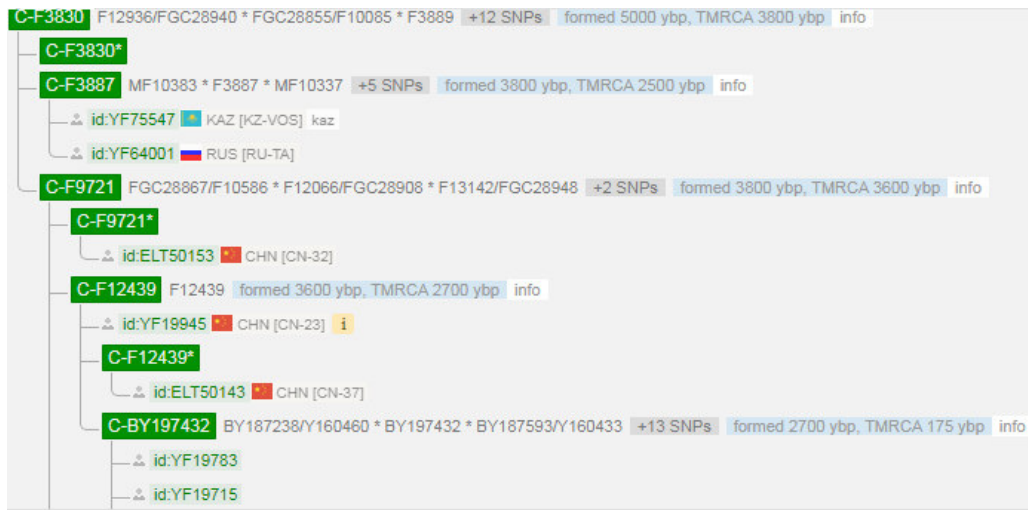 C-F3830 F12936/FGC28940 * FGC28855/F10085 * F3889 +12 SNPs formed 5000 ybp, TMRCA 3800 ybp info
C-F3830*
C-F3887 MF10383 * F3887 * MF10337 +5 SNPs formed 3800 ybp, TMRCA 2500 ybp info
id:YF75547 KAZ [KZ-VOS] kaz
id:YF64001 RUS [RU-TA]
C-F9721 FGC28867/F10586 * F12066/FGC28908 * F13142/FGC28948 +2 SNPs formed 3800 ybp, TMRCA 3600 ybp info
C-F9721*
id:ELT50153 CHN [CN-32]
C-F12439 F12439 formed 3600 ybp, TMRCA 2700 ybp info
id:YF19945 CHN [CN-23] i
C-F12439*
id:ELT50143 CHN [CN-37]
C-BY197432 BY187238/Y160460 * BY197432 * BY187593/Y160433 +13 SNPs formed 2700 ybp, TMRCA 175 ybp info
id:YF19783
id:YF19715